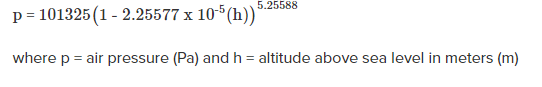 p = 101325(1 - 2.25577 x 10⁻⁵(h))⁵·²⁵⁵⁸⁸
where p = air pressure (Pa) and h = altitude above sea level in meters (m)